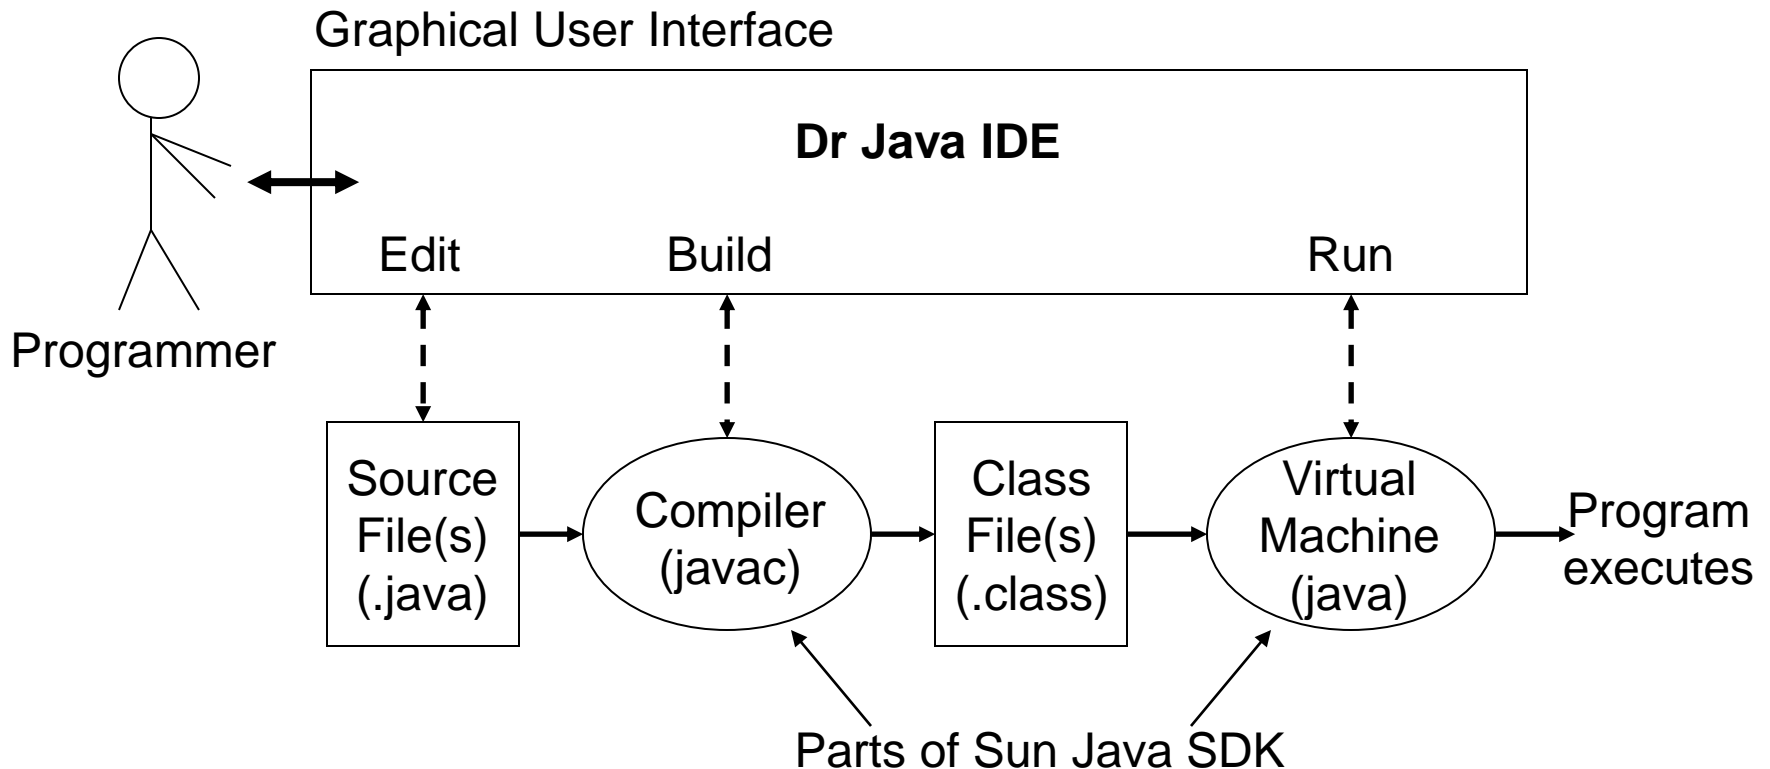 Graphical User Interface
Dr Java IDE
Edit
Build
Run
Programmer
Source
File(s)
(.java)
Compiler
(javac)
Class
File(s)
(.class)
Virtual
Machine
(java)
Program
executes
Parts of Sun Java SDK